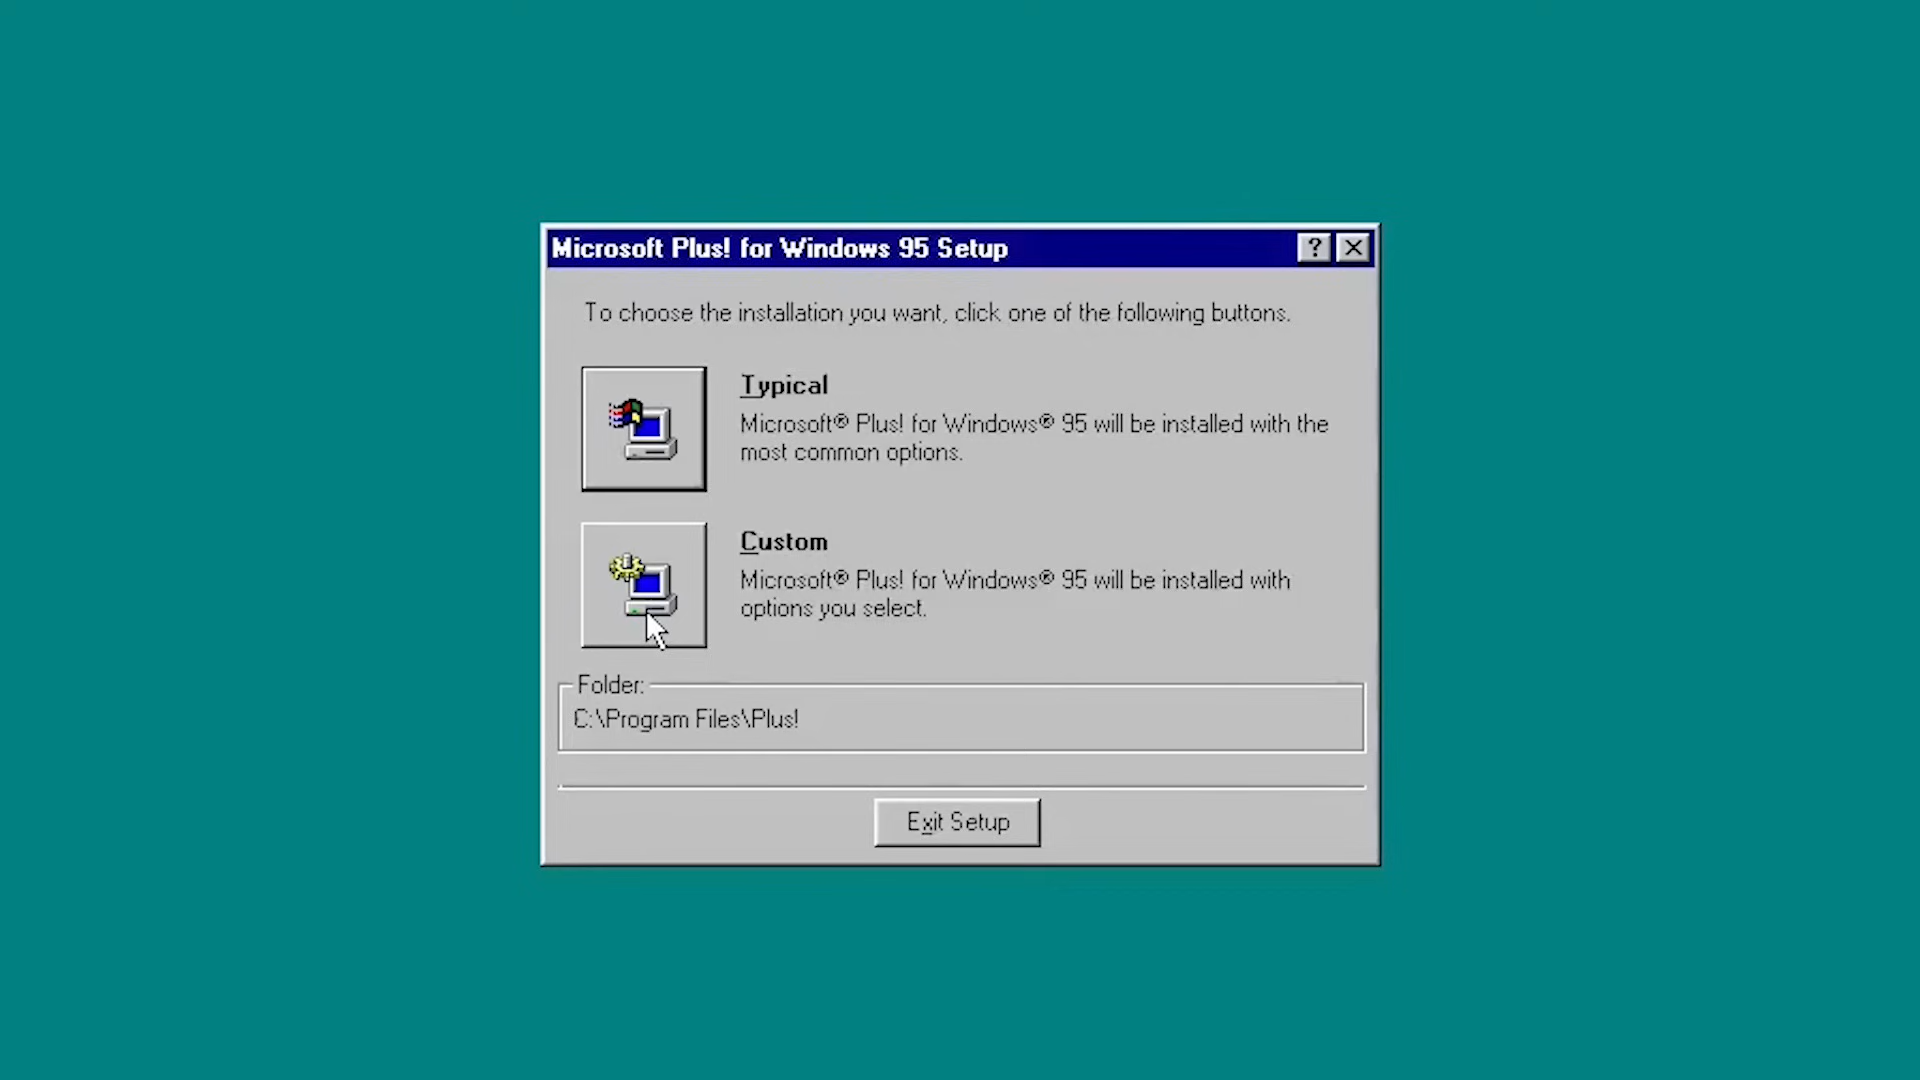 Microsoft Plus! for Windows 95 Setup
To choose the installation you want, click one of the following buttons.
Typical
Microsoft® Plus! for Windows® 95 will be installed with the
most common options.
Custom
Microsoft® Plus! for Windows® 95 will be installed with
options you select.
Folder:
C:\Program Files\Plus!
Exit Setup